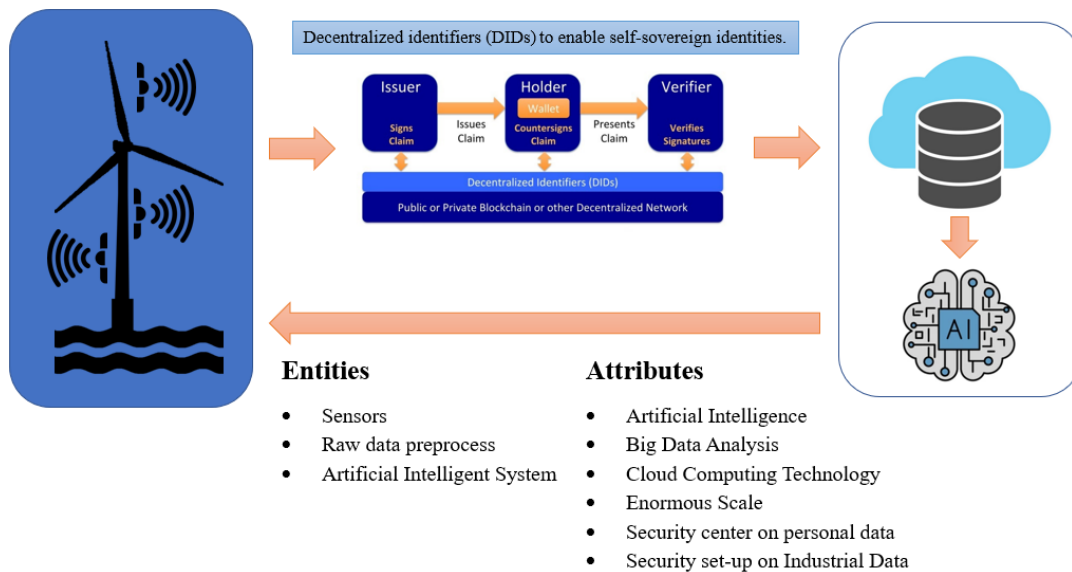 Decentralized identifiers (DIDs) to enable self-sovereign identities.
Issuer
Signs
Claim
Issues
Claim
Holder
Wallet
Countersigns
Claim
Presents
Claim
Verifier
Verifies
Signatures
Decentralized Identifiers (DIDs)
Public or Private Blockchain or other Decentralized Network
AI
Entities
• Sensors
• Raw data preprocess
• Artificial Intelligent System
Attributes
• Artificial Intelligence
• Big Data Analysis
• Cloud Computing Technology
• Enormous Scale
• Security center on personal data
• Security set-up on Industrial Data